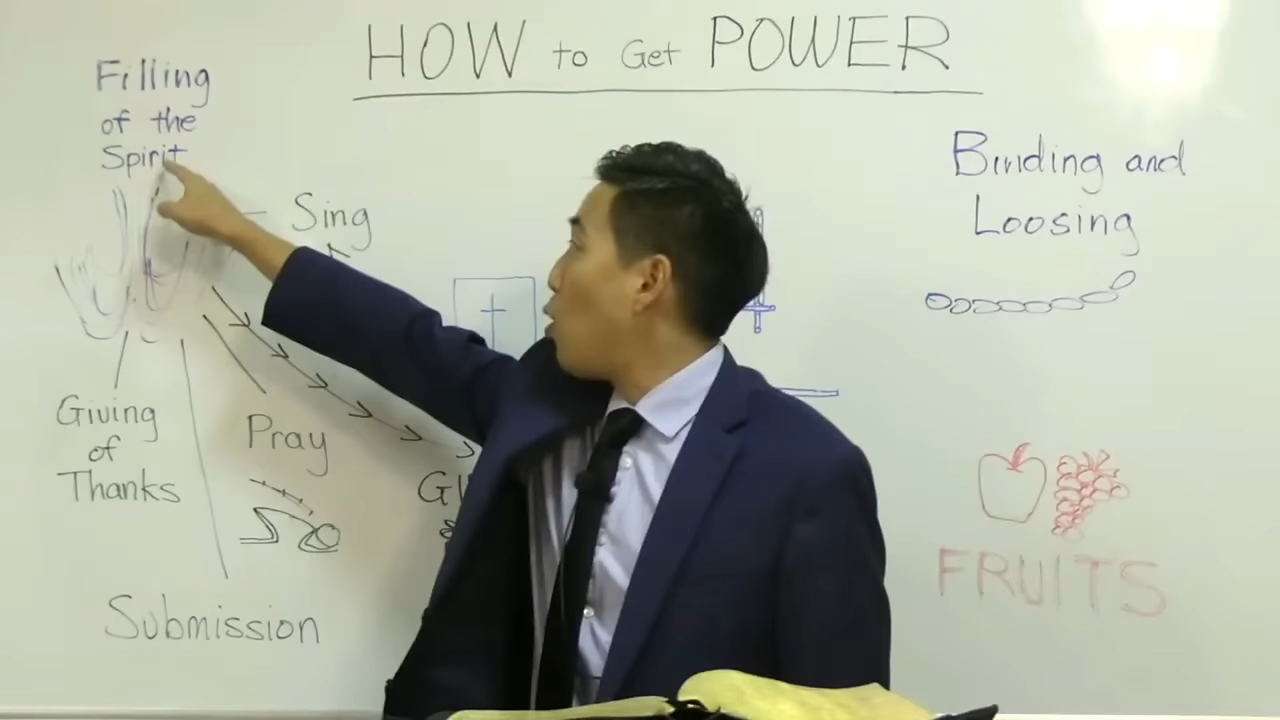 HOW to Get POWER
Filling
of the
Spirit
Sing
Giving
of
Thanks
Pray
Submission
Binding and
Loosing
FRUITS